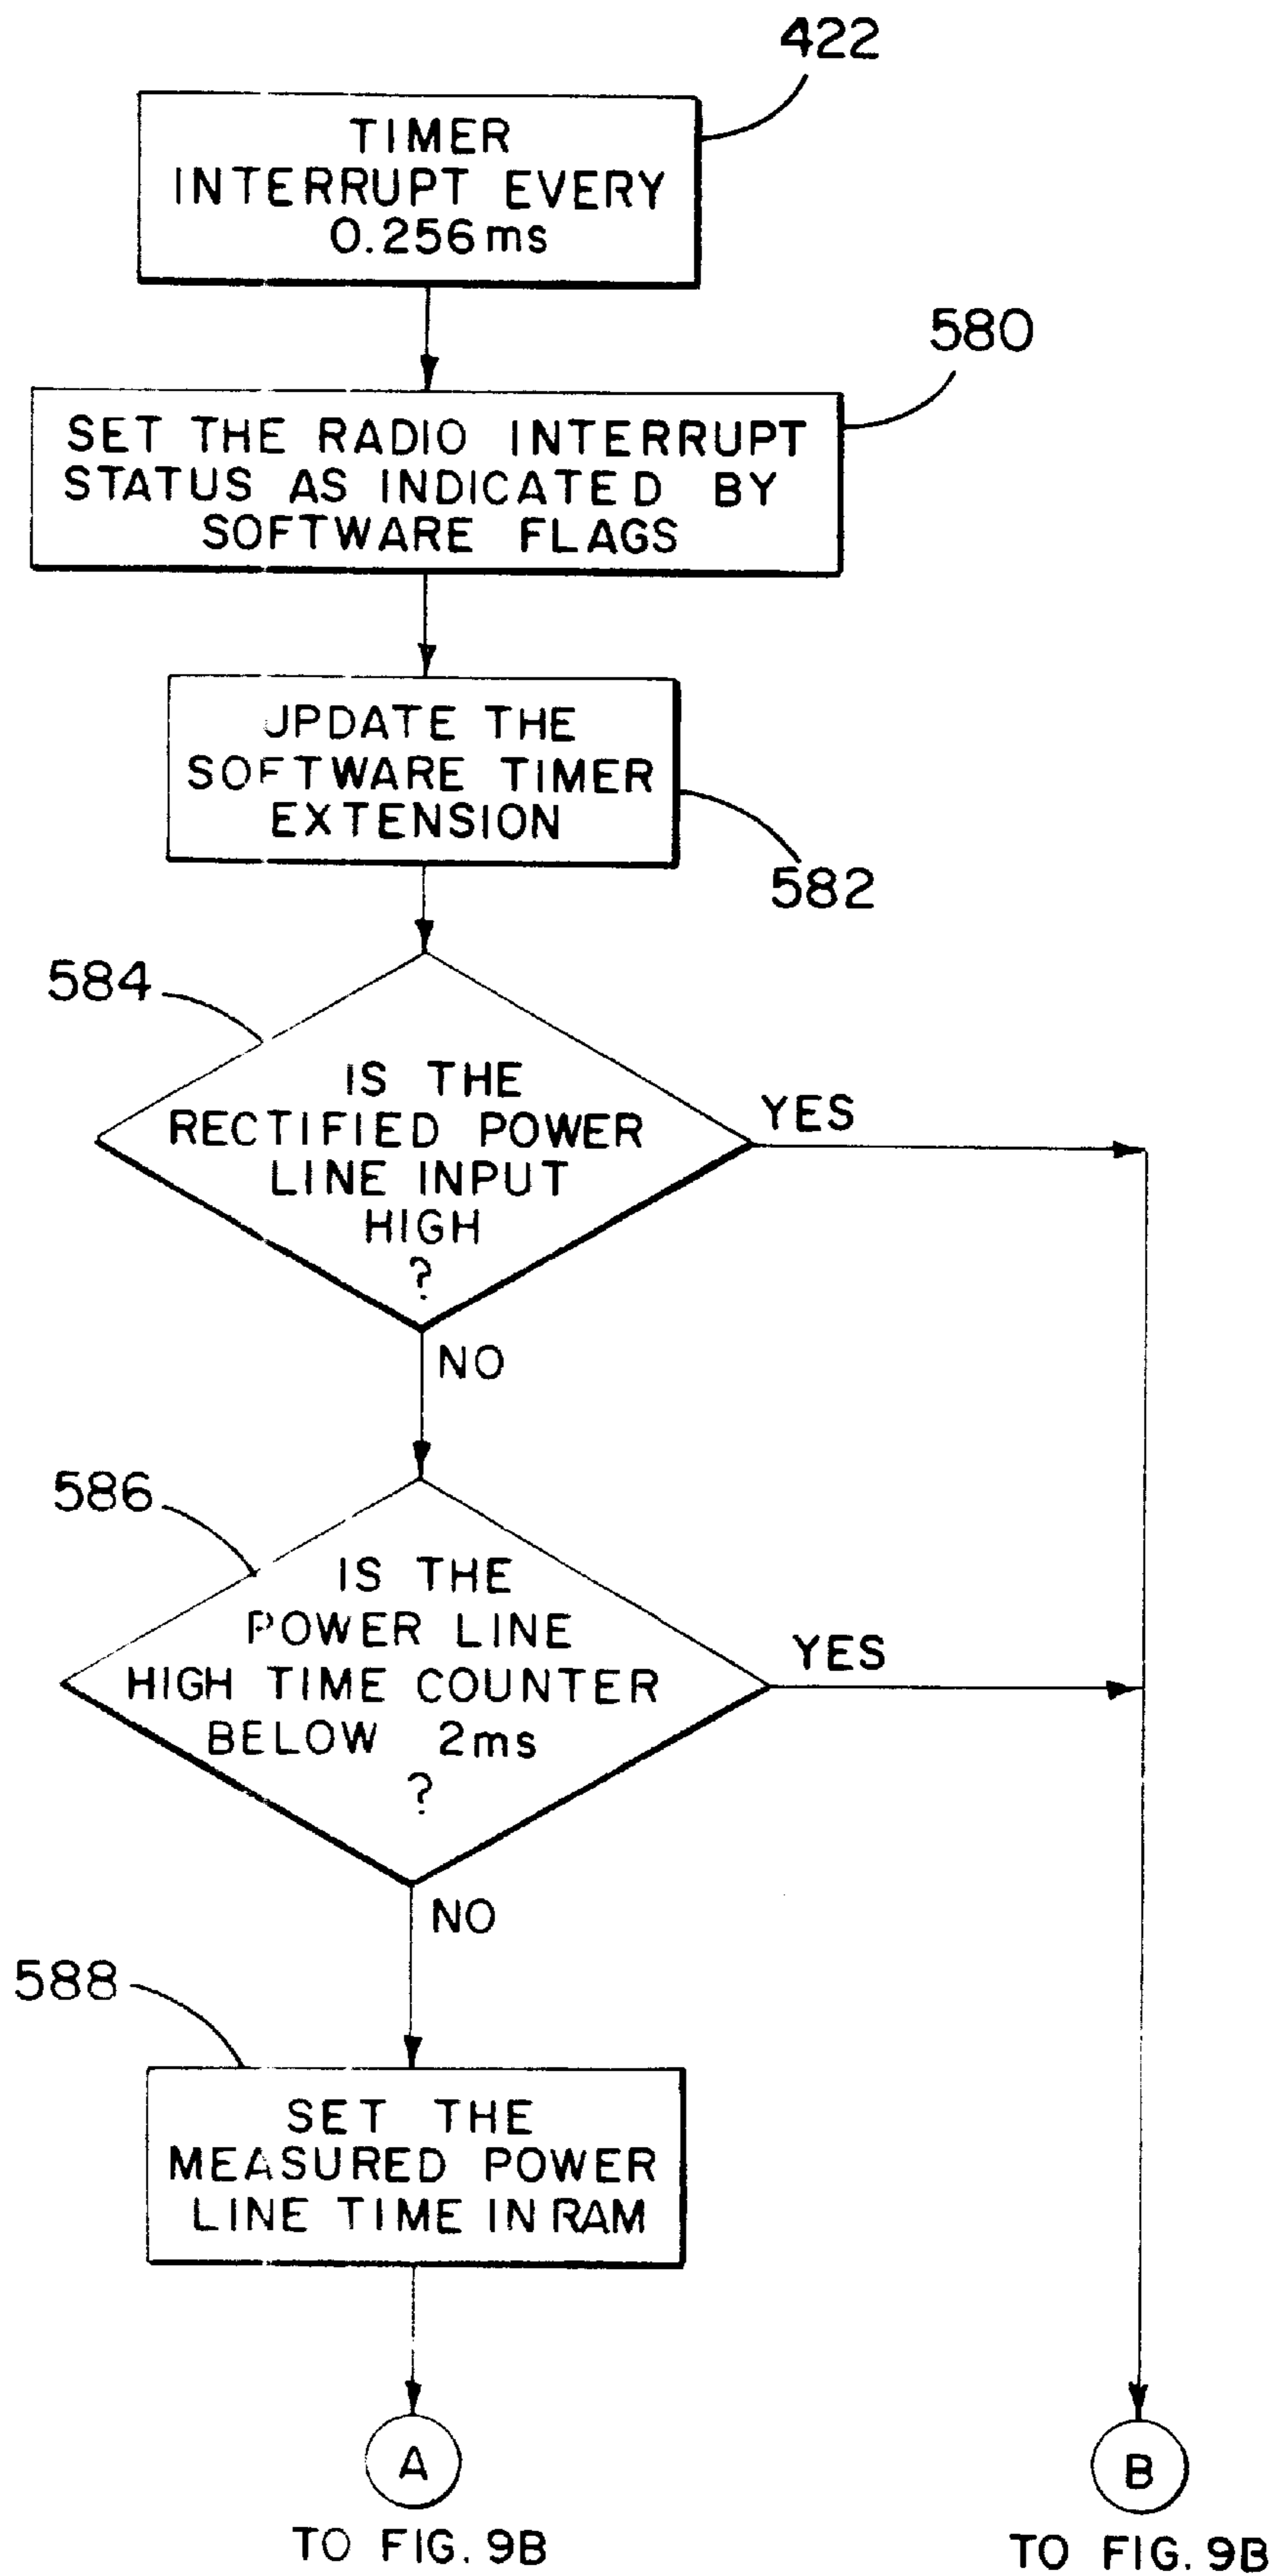 422
TIMER
INTERRUPT EVERY
0.256ms
580
SET THE RADIO INTERRUPT
STATUS AS INDICATED BY
SOFTWARE FLAGS
UPDATE THE
SOFTWARE TIMER
EXTENSION
582
584
IS THE
RECTIFIED POWER
LINE INPUT
HIGH
?
YES
NO
586
IS THE
POWER LINE
HIGH TIME COUNTER
BELOW 2ms
?
YES
NO
588
SET THE
MEASURED POWER
LINE TIME IN RAM
A
TO FIG. 9B
B
TO FIG. 9B